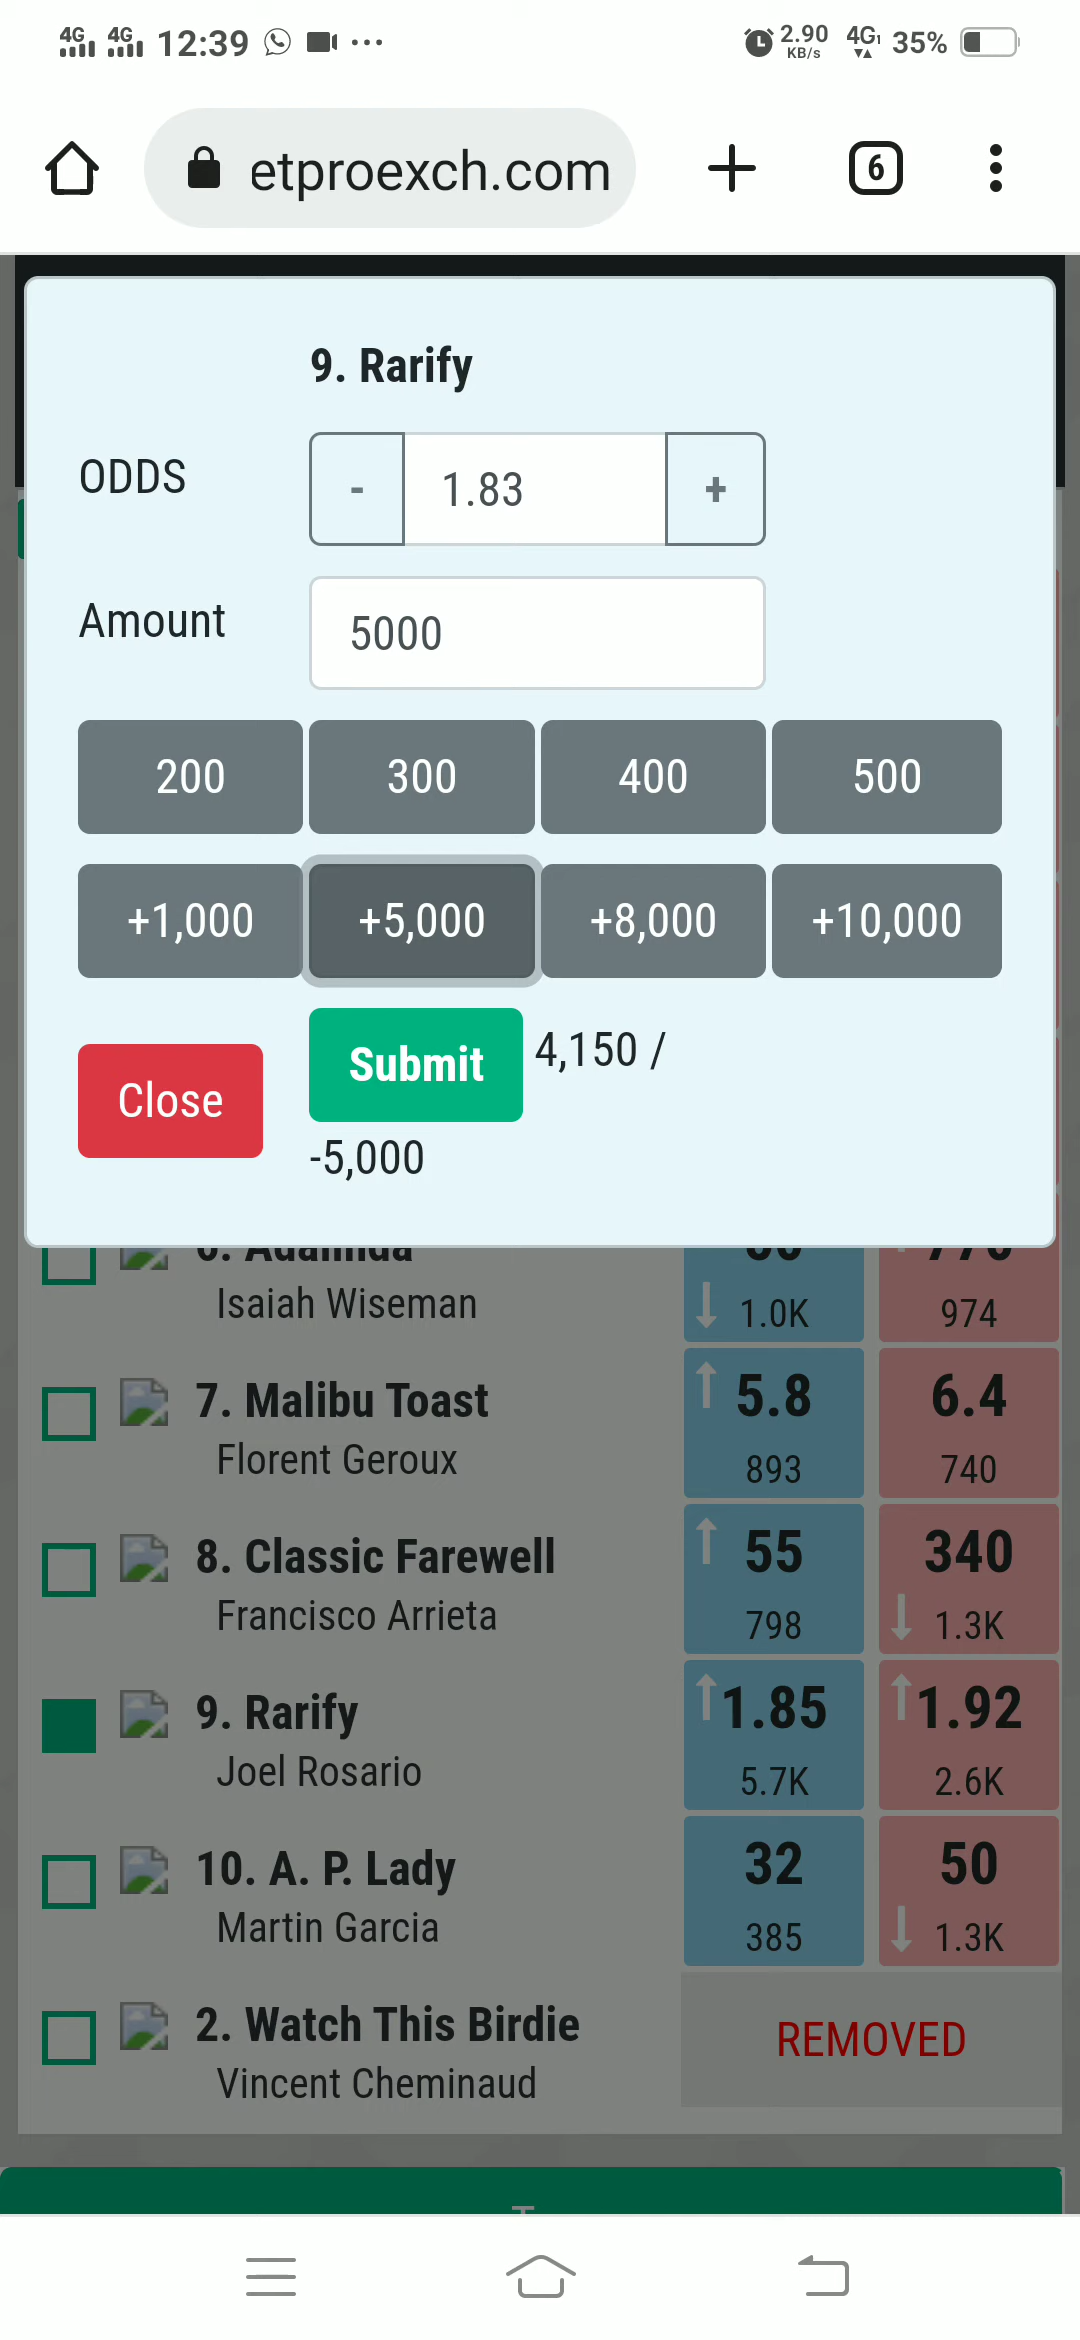 4G 4G 12:39 2.90 KB/s 4G1 35%
etproexch.com 6
9. Rarify
ODDS - 1.83 +
Amount 5000
200 300 400 500
+1,000 +5,000 +8,000 +10,000
Close Submit 4,150 /
-5,000
Isaiah Wiseman 1.0K 974
7. Malibu Toast 5.8 6.4
Florent Geroux 893 740
8. Classic Farewell 55 340
Francisco Arrieta 798 1.3K
9. Rarify 1.85 1.92
Joel Rosario 5.7K 2.6K
10. A. P. Lady 32 50
Martin Garcia 385 1.3K
2. Watch This Birdie REMOVED
Vincent Cheminaud